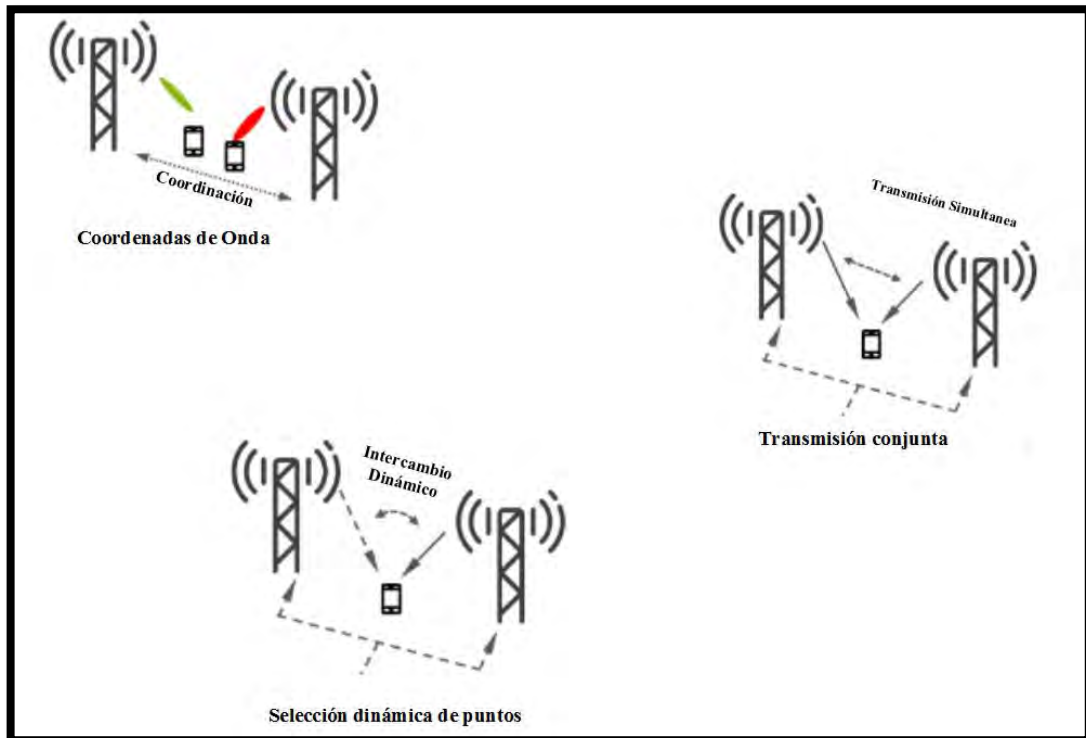 Coordinación
Coordenadas de Onda
Transmisión Simultanea
Transmisión conjunta
Intercambio
Dinámico
Selección dinámica de puntos